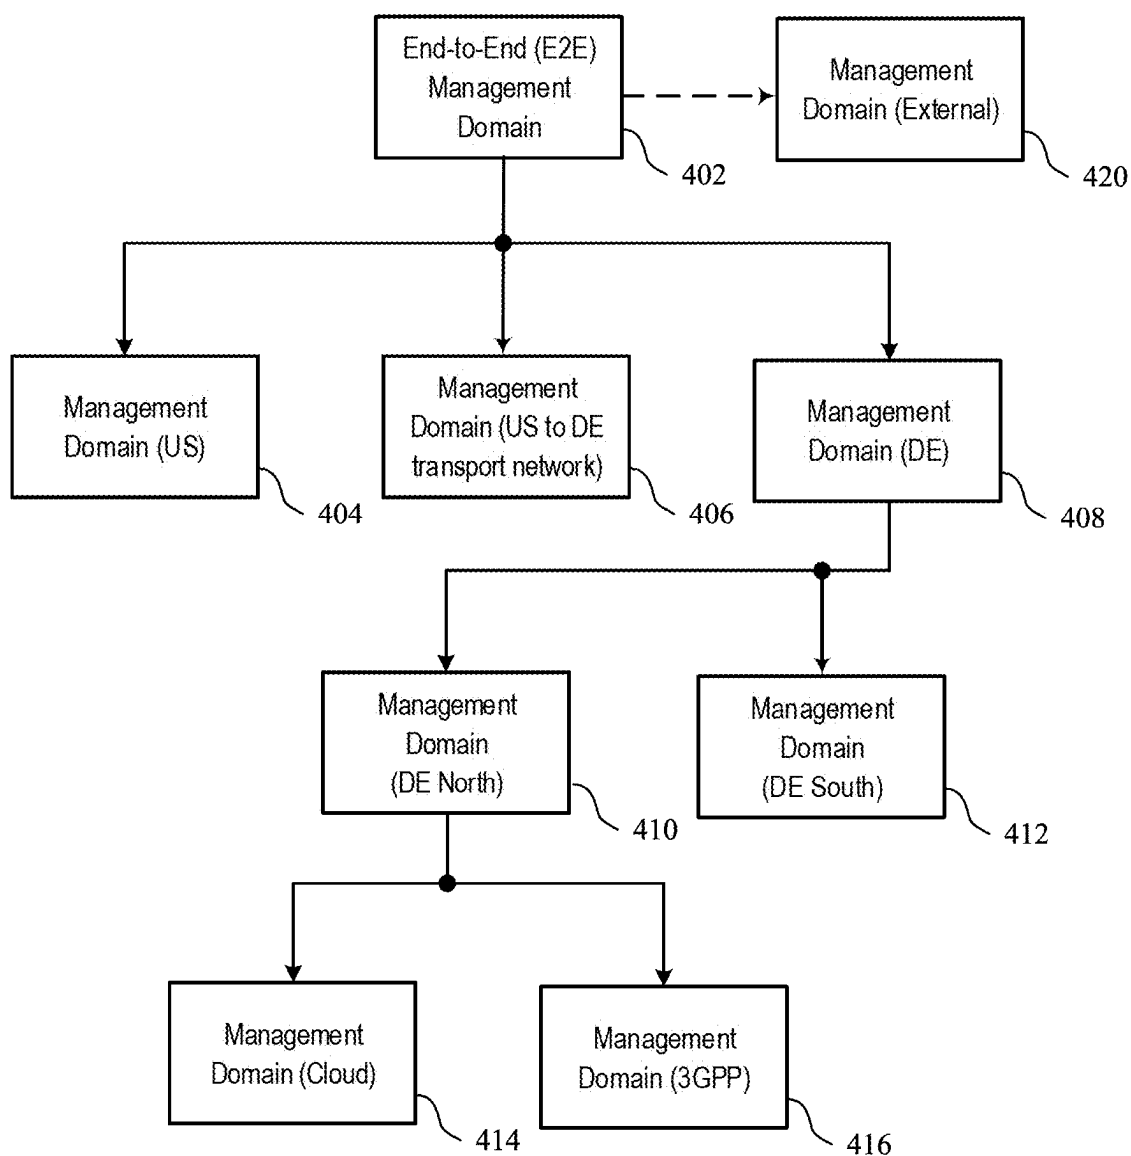 End-to-End (E2E)
Management
Domain
402
Management
Domain (External)
420
Management
Domain (US)
404
Management
Domain (US to DE
transport network)
406
Management
Domain (DE)
408
Management
Domain
(DE North)
410
Management
Domain
(DE South)
412
Management
Domain (Cloud)
414
Management
Domain (3GPP)
416